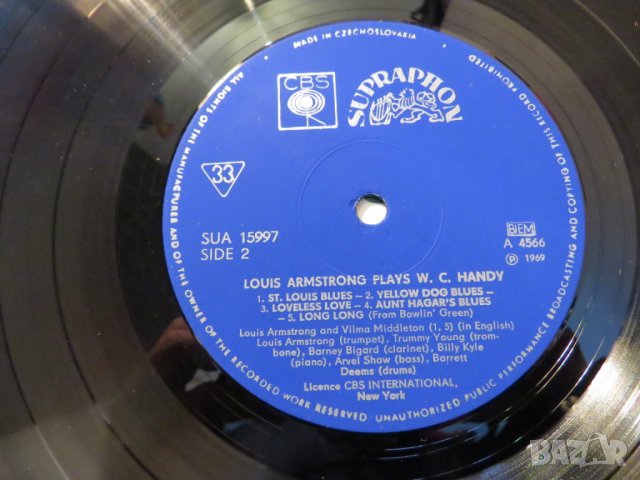 MADE IN CZECHOSLOVAKIA
ALL RIGHTS OF THE MANUFACTURER AND OF THE OWNER OF THE RECORDED WORK RESERVED - UNAUTHORIZED PUBLIC PERFORMANCE BROADCASTING AND COPYING OF THIS RECORD PROHIBITED
CBS
SUPRAPHON
33
SUA 15997
SIDE 2
BIEM
A 4566
Ⓟ 1969
LOUIS ARMSTRONG PLAYS W. C. HANDY
1. ST. LOUIS BLUES – 2. YELLOW DOG BLUES –
3. LOVELESS LOVE – 4. AUNT HAGAR'S BLUES
– 5. LONG LONG (From Bowlin' Green)
Louis Armstrong and Vilma Middleton (1, 5) (in English)
Louis Armstrong (trumpet), Trummy Young (trom-
bone), Barney Bigard (clarinet), Billy Kyle
(piano), Arvel Shaw (bass), Barrett
Deems (drums)
Licence CBS INTERNATIONAL,
New York
BAZAR
bg